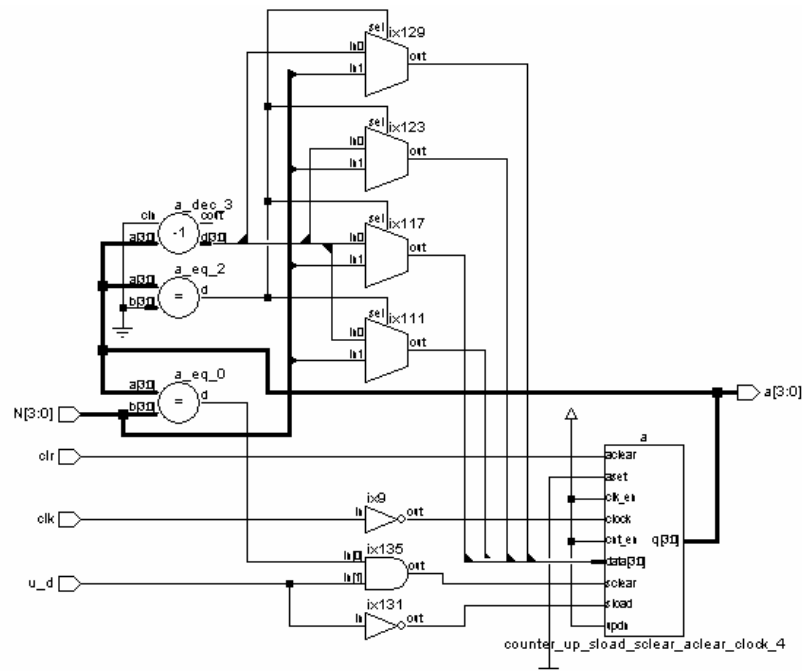 sel ix129
In0
out
In1
sel ix123
In0
out
In1
a_dec_3
cin
cont
-1
a[3:0]
d[3:0]
sel ix117
In0
out
In1
a_eq_2
a[3:0]
=
d
b[3:0]
sel ix111
In0
out
In1
a_eq_0
a[3:0]
=
d
N[3:0]
b[3:0]
a[3:0]
a
clr
aclear
aset
clk_en
ix9
clk
In
out
clock
cnt_en
q[3:0]
ix135
In[0]
out
data[3:0]
u_d
In[1]
sclear
ix131
In
out
sload
updn
counter_up_sload_sclear_aclear_clock_4